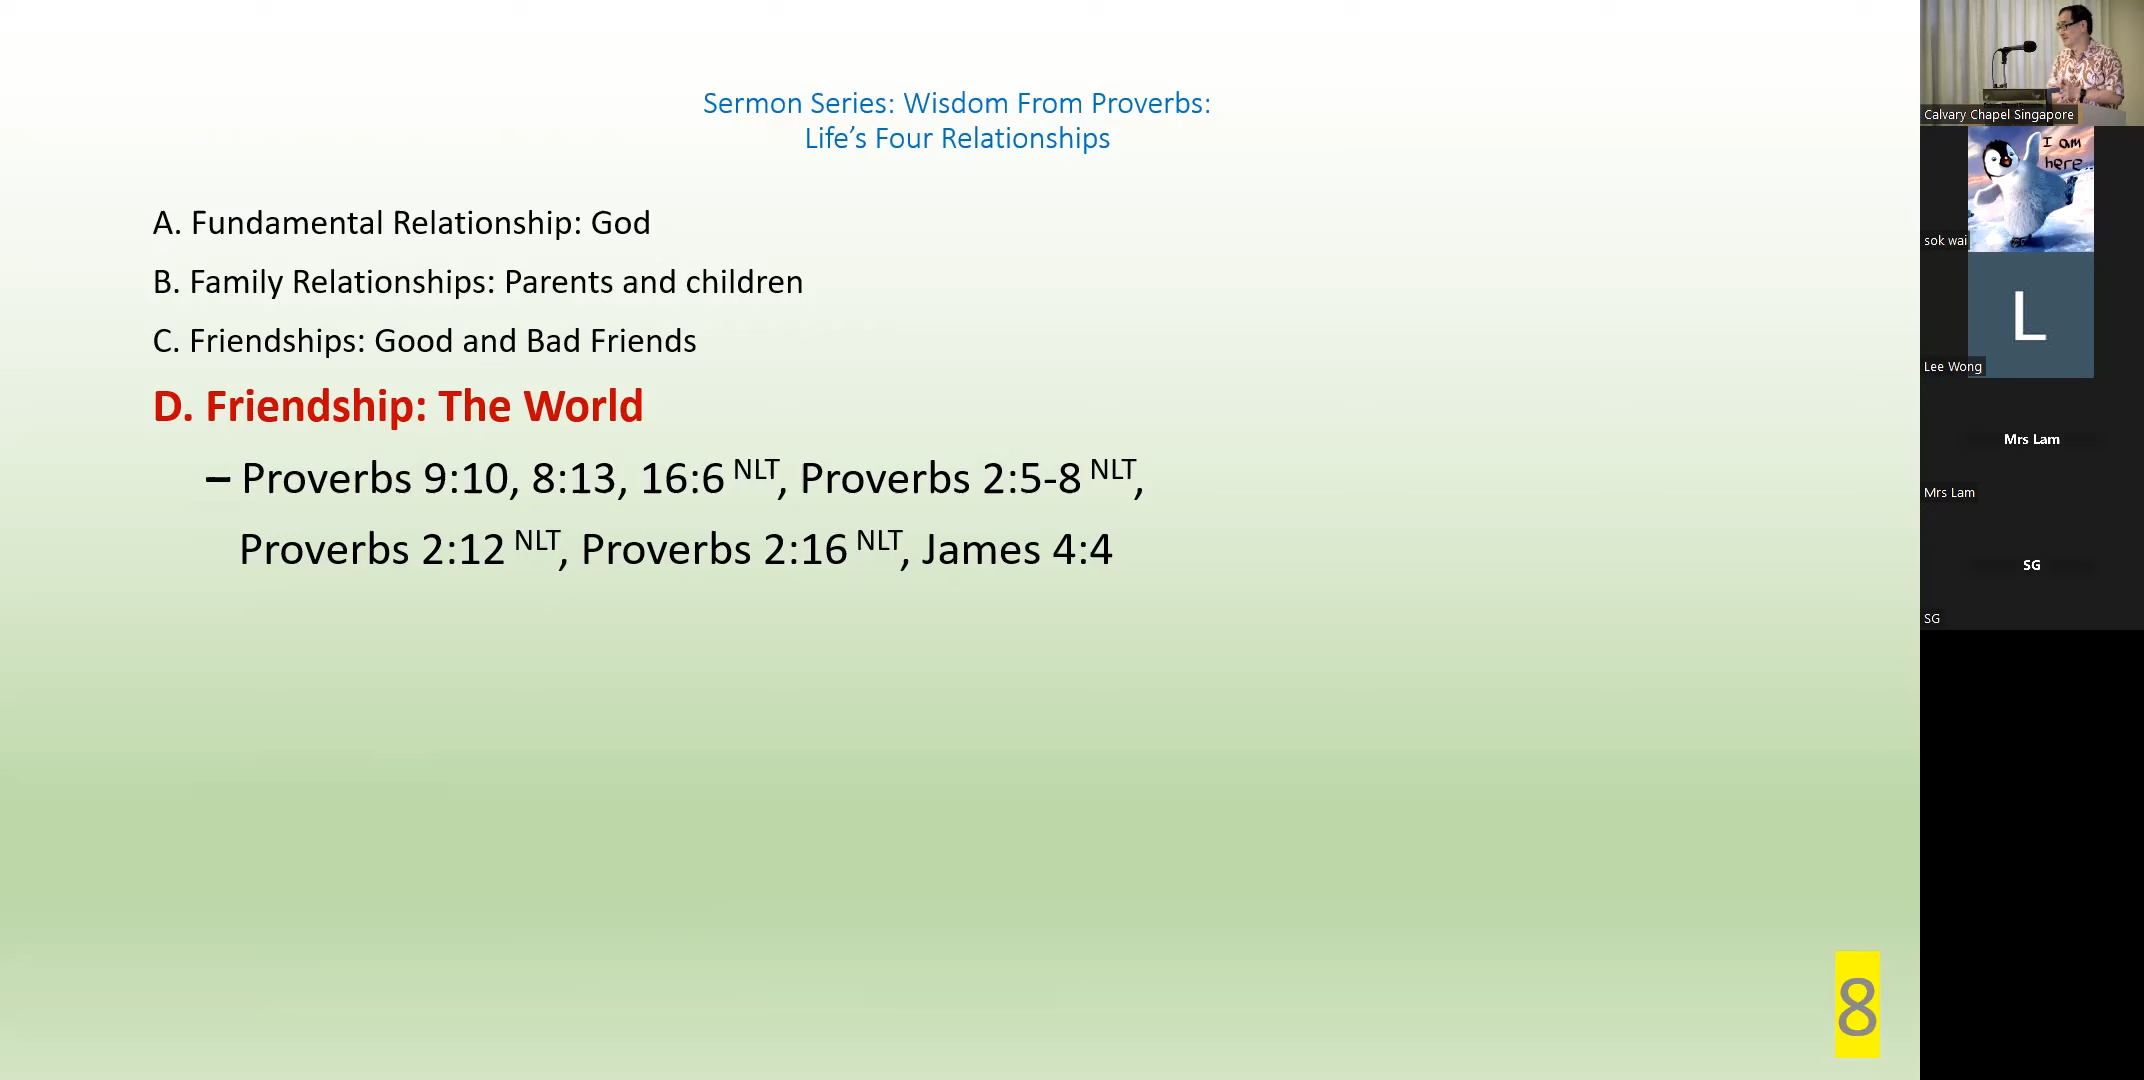 Sermon Series: Wisdom From Proverbs:
Life’s Four Relationships
A. Fundamental Relationship: God
B. Family Relationships: Parents and children
C. Friendships: Good and Bad Friends
D. Friendship: The World
– Proverbs 9:10, 8:13, 16:6 NLT, Proverbs 2:5-8 NLT,
Proverbs 2:12 NLT, Proverbs 2:16 NLT, James 4:4
8
Calvary Chapel Singapore
I am
here
sok wai
L
Lee Wong
Mrs Lam
Mrs Lam
SG
SG